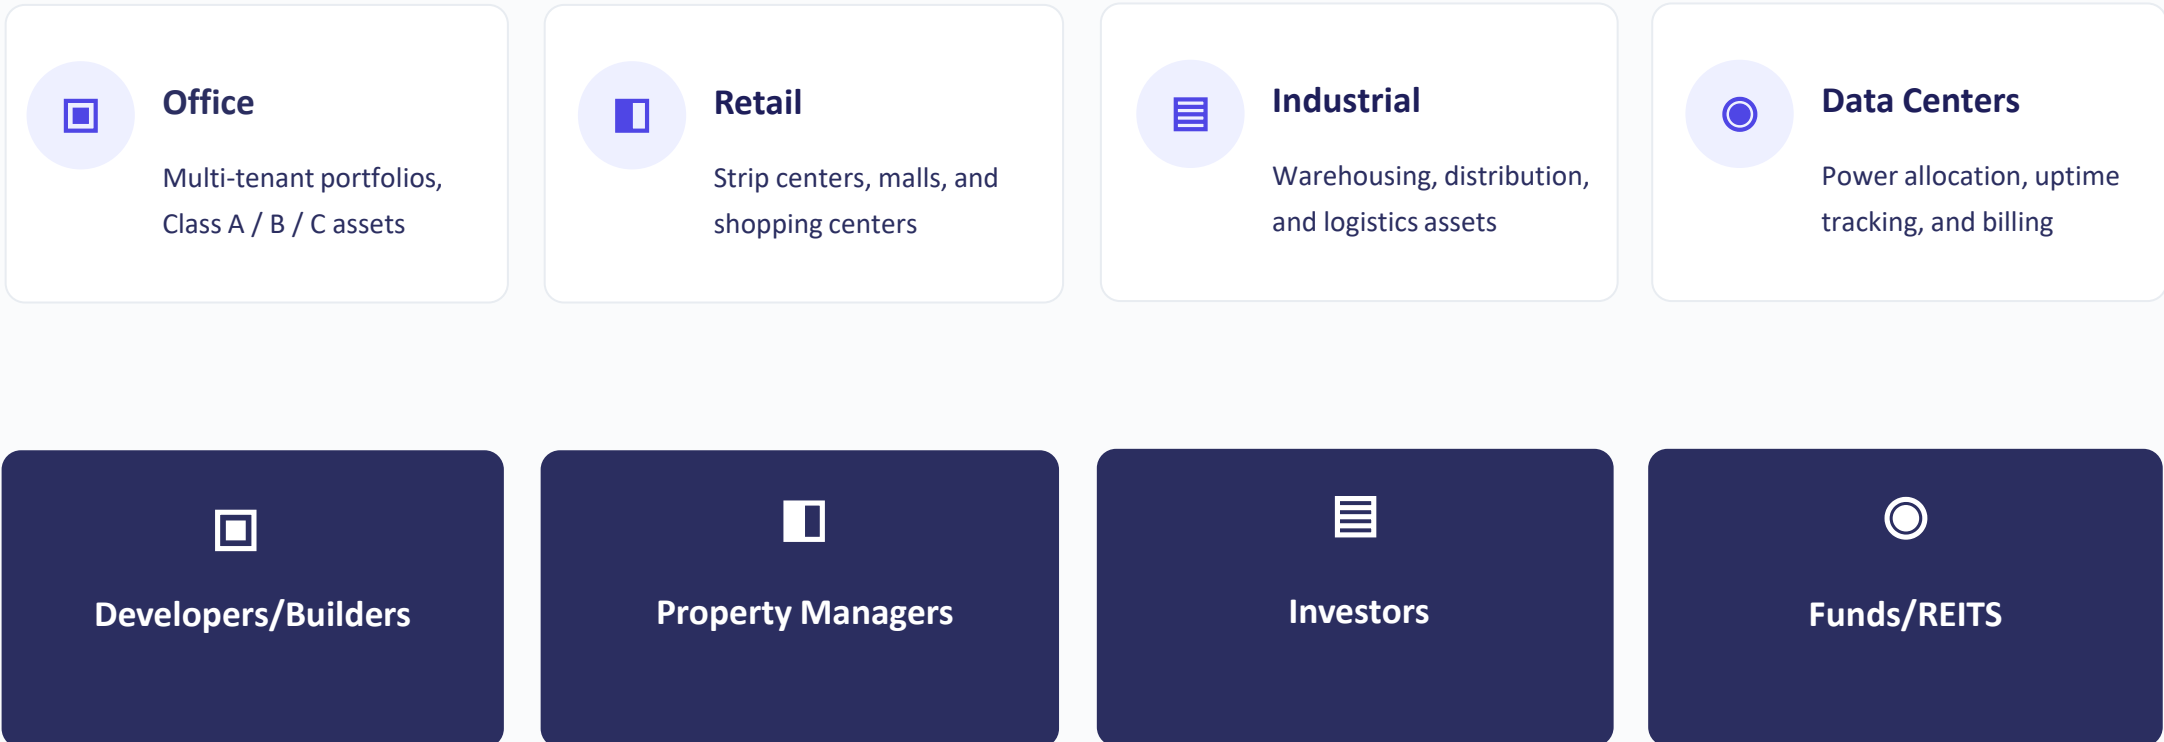 Office
Multi-tenant portfolios,
Class A / B / C assets
Retail
Strip centers, malls, and
shopping centers
Industrial
Warehousing, distribution,
and logistics assets
Data Centers
Power allocation, uptime
tracking, and billing
Developers/Builders
Property Managers
Investors
Funds/REITS